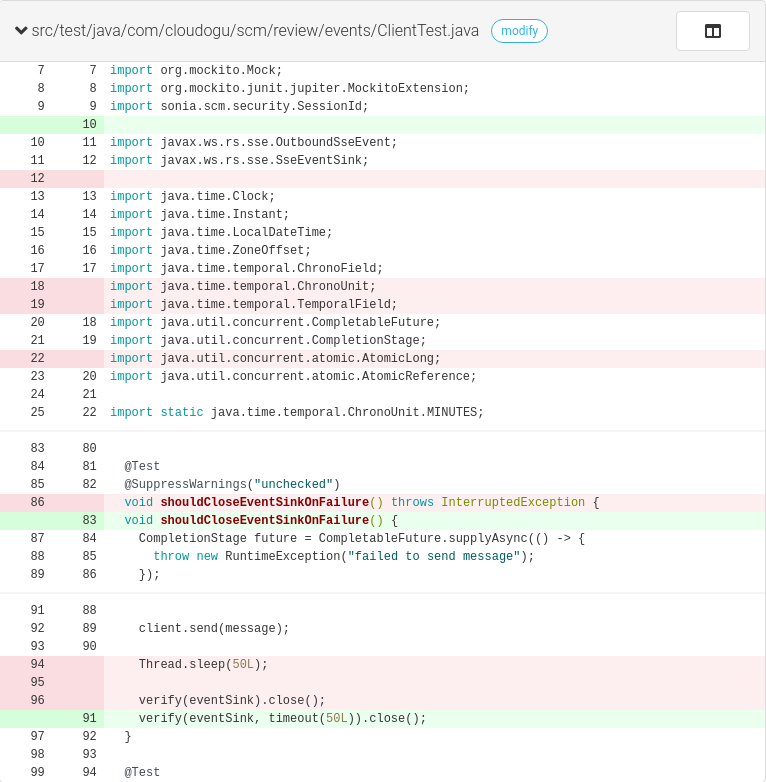 src/test/java/com/cloudogu/scm/review/events/ClientTest.java modify
7 7 import org.mockito.Mock;
8 8 import org.mockito.junit.jupiter.MockitoExtension;
9 9 import sonia.scm.security.SessionId;
10
10 11 import javax.ws.rs.sse.OutboundSseEvent;
11 12 import javax.ws.rs.sse.SseEventSink;
12
13 13 import java.time.Clock;
14 14 import java.time.Instant;
15 15 import java.time.LocalDateTime;
16 16 import java.time.ZoneOffset;
17 17 import java.time.temporal.ChronoField;
18 import java.time.temporal.ChronoUnit;
19 import java.time.temporal.TemporalField;
20 18 import java.util.concurrent.CompletableFuture;
21 19 import java.util.concurrent.CompletionStage;
22 import java.util.concurrent.atomic.AtomicLong;
23 20 import java.util.concurrent.atomic.AtomicReference;
24 21
25 22 import static java.time.temporal.ChronoUnit.MINUTES;
83 80
84 81 @Test
85 82 @SuppressWarnings("unchecked")
86 void shouldCloseEventSinkOnFailure() throws InterruptedException {
83 void shouldCloseEventSinkOnFailure() {
87 84 CompletionStage future = CompletableFuture.supplyAsync(() -> {
88 85 throw new RuntimeException("failed to send message");
89 86 });
91 88
92 89 client.send(message);
93 90
94 Thread.sleep(50L);
95
96 verify(eventSink).close();
91 verify(eventSink, timeout(50L)).close();
97 92 }
98 93
99 94 @Test